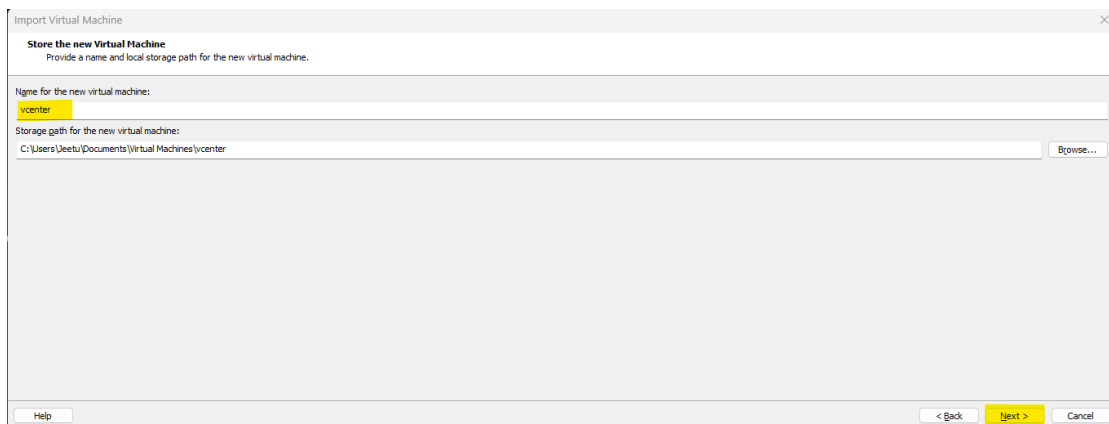 Import Virtual Machine
Store the new Virtual Machine
Provide a name and local storage path for the new virtual machine.
Name for the new virtual machine:
vcenter
Storage path for the new virtual machine:
C:\Users\Jeetu\Documents\Virtual Machines\vcenter
Browse...
Help
< Back
Next >
Cancel